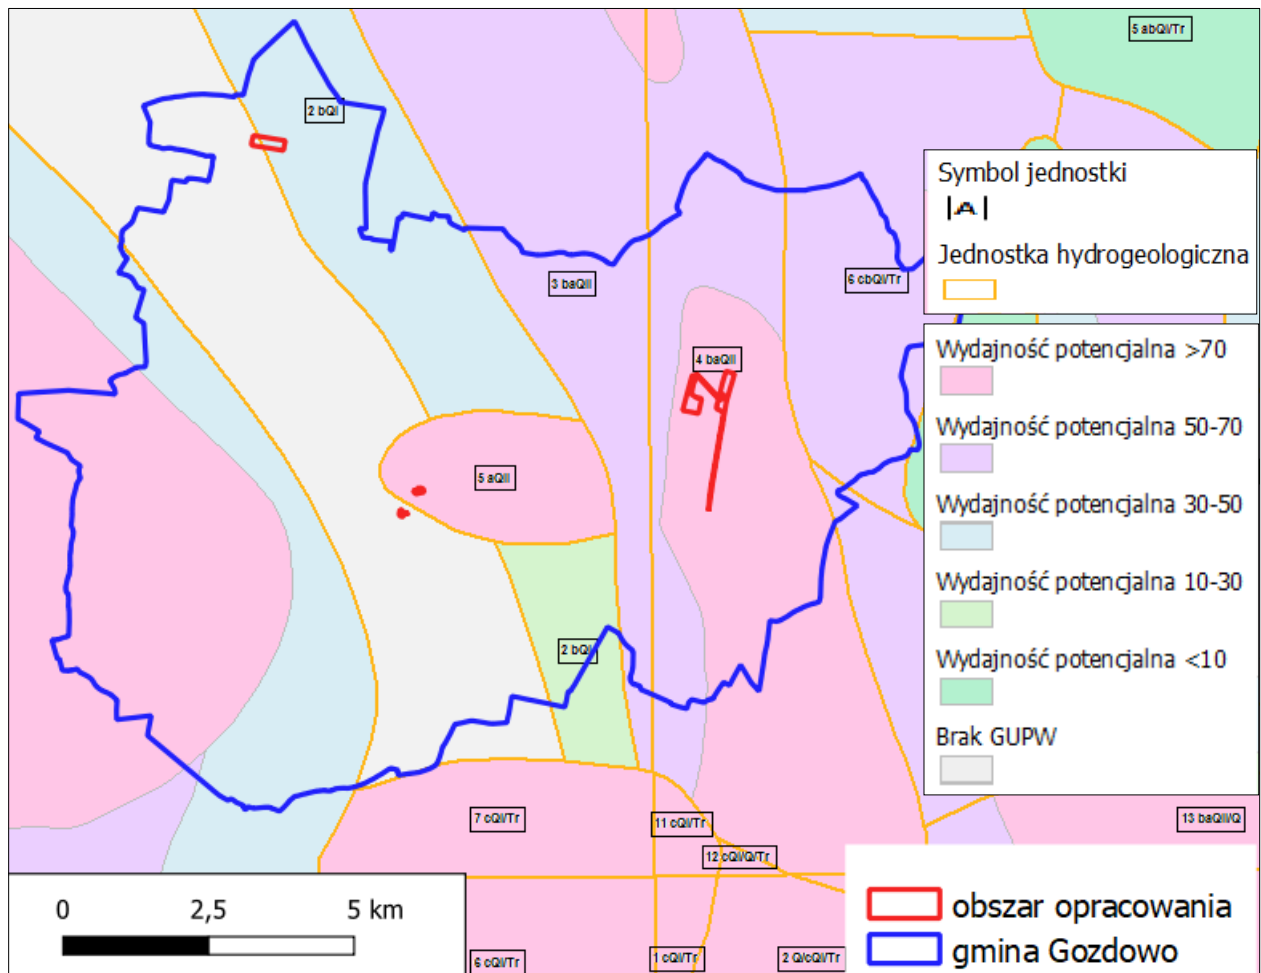 5 abQI/Tr
2 bQI
Symbol jednostki
|A|
Jednostka hydrogeologiczna
3 baQII
6 cbQI/Tr
Wydajność potencjalna >70
4 baQII
Wydajność potencjalna 50-70
5 aQII
Wydajność potencjalna 30-50
Wydajność potencjalna 10-30
2 bQI
Wydajność potencjalna <10
Brak GUPW
7 cQI/Tr
11 cQI/Tr
13 baQII/Q
12 cQI/Q/Tr
0 2,5 5 km
obszar opracowania
gmina Gozdowo
6 cQI/Tr
1 cQI/Tr
2 Q/cQI/Tr